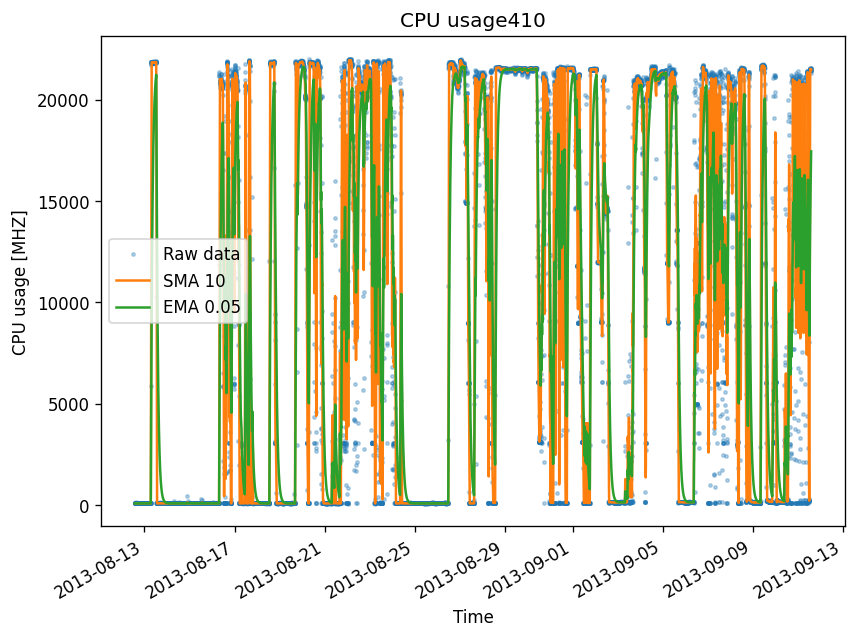 CPU usage410
20000
15000
10000
5000
0
CPU usage [MHZ]
Raw data
SMA 10
EMA 0.05
2013-08-13
2013-08-17
2013-08-21
2013-08-25
2013-08-29
2013-09-01
2013-09-05
2013-09-09
2013-09-13
Time